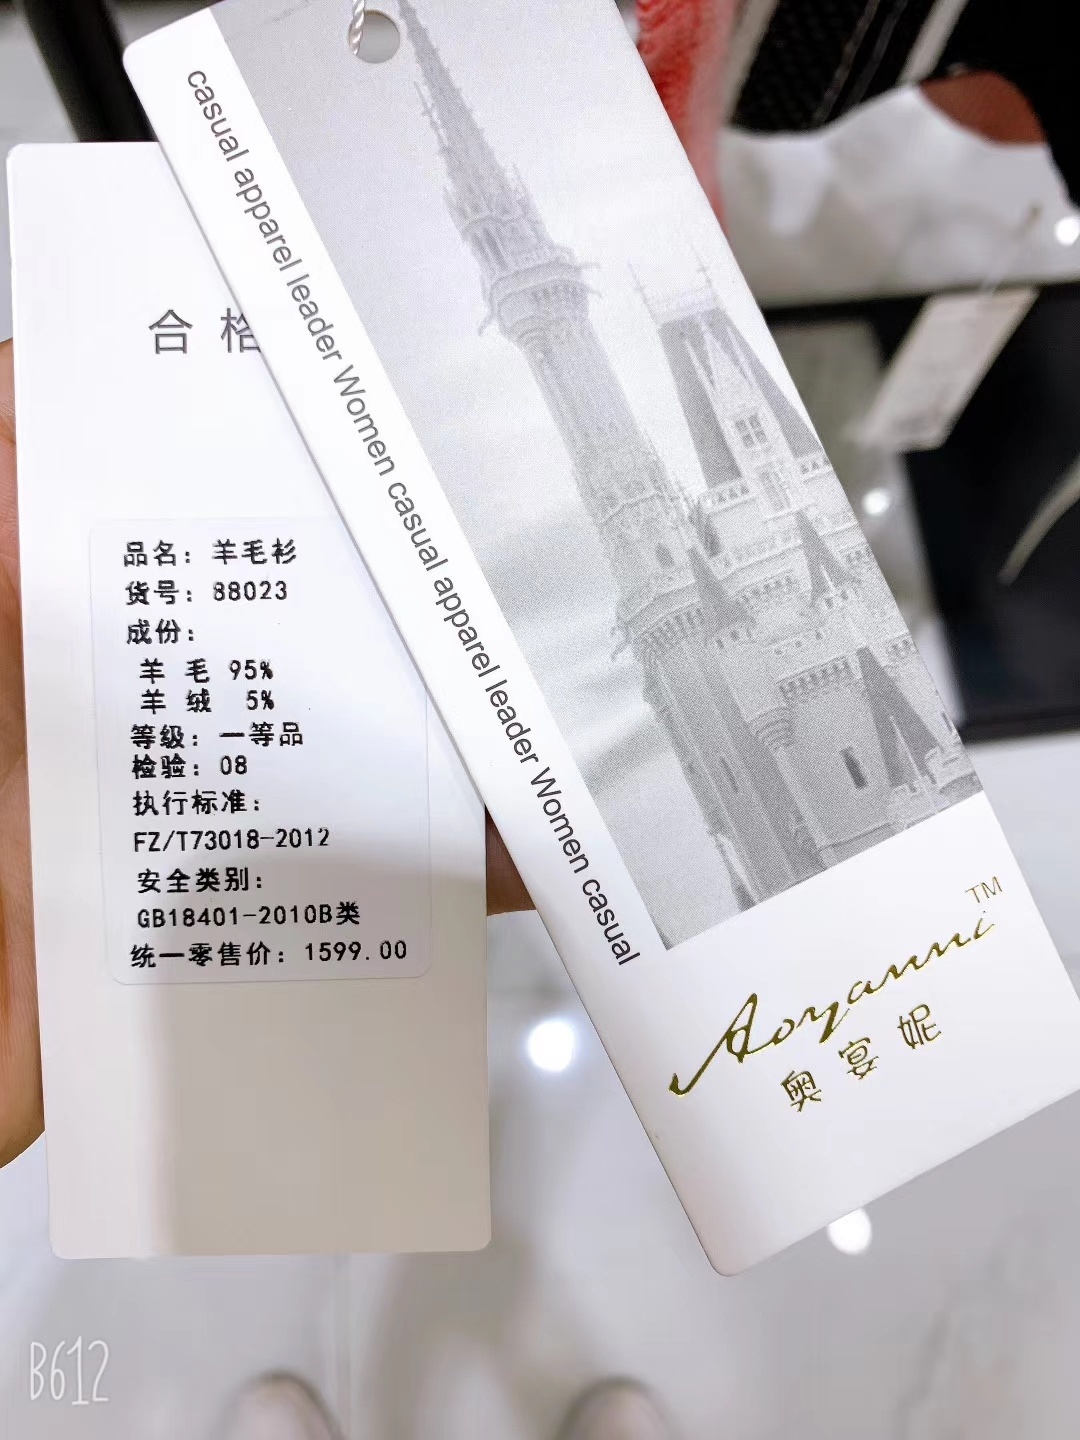 合 格
品名：羊毛衫
货号：88023
成份：
羊 毛 95%
羊 绒 5%
等级：一等品
检验：08
执行标准：
FZ/T73018-2012
安全类别：
GB18401-2010B类
统一零售价：1599.00
casual apparel leader Women casual apparel leader Women casual
Aoyanni TM
奥宴妮
B612